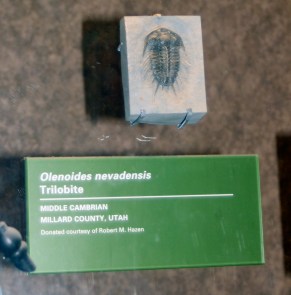 Olenoides nevadensis
Trilobite
MIDDLE CAMBRIAN
MILLARD COUNTY, UTAH
Donated courtesy of Robert M. Hazen